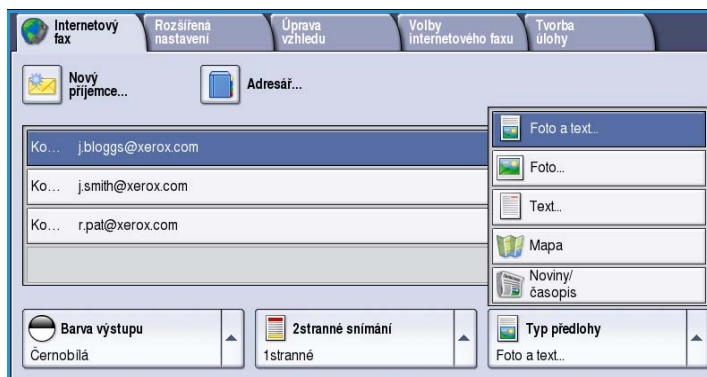 Internetový
fax
Rozšířená
nastavení
Úprava
vzhledu
Volby
internetového faxu
Tvorba
úlohy
Nový
příjemce...
Adresář...
Ko... j.bloggs@xerox.com
Ko... j.smith@xerox.com
Ko... r.pat@xerox.com
Foto a text...
Foto...
Text...
Mapa
Noviny/
časopis
Barva výstupu
Černobílá
2stranné snímání
1stranné
Typ předlohy
Foto a text...